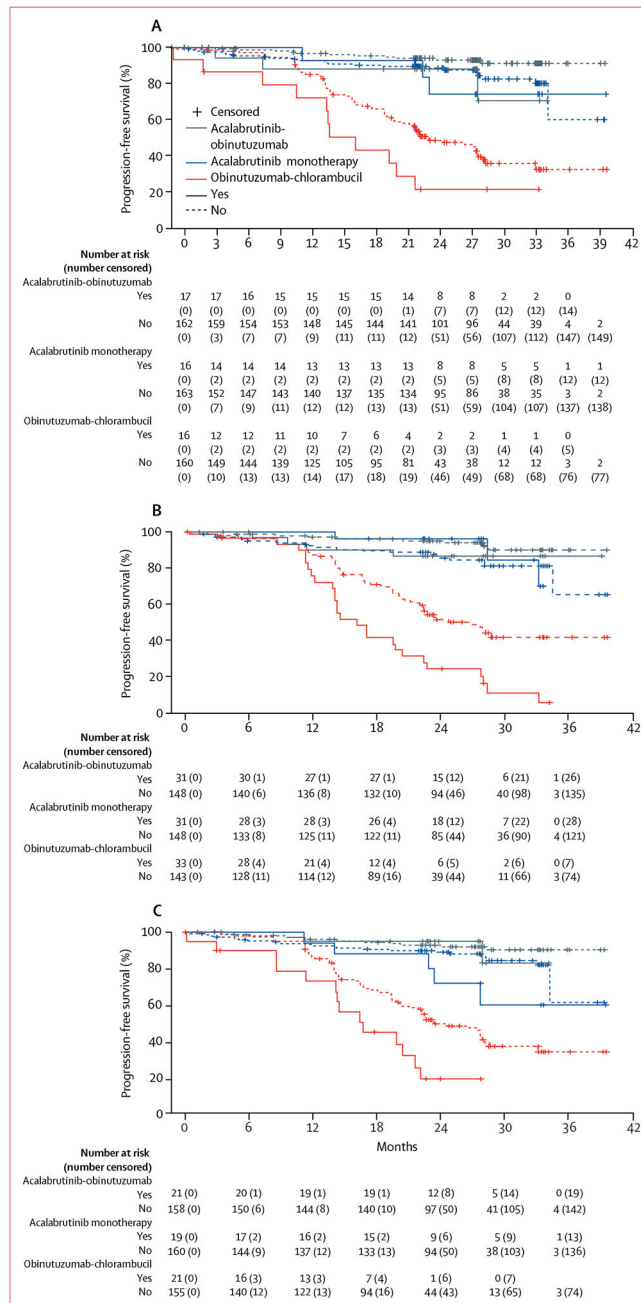 A
Progression-free survival (%)
100
80
60
40
20
0
Censored
Acalabrutinib-
obinutuzumab
Acalabrutinib monotherapy
Obinutuzumab-chlorambucil
Yes
No
0 3 6 9 12 15 18 21 24 27 30 33 36 39 42
Number at risk
(number censored)
Acalabrutinib-obinutuzumab
Yes 17 17 16 15 15 15 15 14 8 8 2 2 0
(0) (0) (0) (0) (0) (0) (0) (1) (7) (7) (12) (12) (14)
No 162 159 154 153 148 145 144 141 101 96 44 39 4 2
(0) (3) (7) (7) (9) (11) (11) (12) (51) (56) (107) (112) (147) (149)
Acalabrutinib monotherapy
Yes 16 14 14 14 13 13 13 13 8 8 5 5 1 1
(0) (2) (2) (2) (2) (2) (2) (2) (5) (5) (8) (8) (12) (12)
No 163 152 147 143 140 137 135 134 95 86 38 35 3 2
(0) (7) (9) (11) (12) (12) (13) (13) (51) (59) (104) (107) (137) (138)
Obinutuzumab-chlorambucil
Yes 16 12 12 11 10 7 6 4 2 2 1 1 0
(0) (2) (2) (2) (2) (2) (2) (2) (3) (3) (4) (4) (5)
No 160 149 144 139 125 105 95 81 43 38 12 12 3 2
(0) (10) (13) (13) (14) (17) (18) (19) (46) (49) (68) (68) (76) (77)
B
Progression-free survival (%)
100
80
60
40
20
0
0 6 12 18 24 30 36 42
Number at risk
(number censored)
Acalabrutinib-obinutuzumab
Yes 31 (0) 30 (1) 27 (1) 27 (1) 15 (12) 6 (21) 1 (26)
No 148 (0) 140 (6) 136 (8) 132 (10) 94 (46) 40 (98) 3 (135)
Acalabrutinib monotherapy
Yes 31 (0) 28 (3) 28 (3) 26 (4) 18 (12) 7 (22) 0 (28)
No 148 (0) 133 (8) 125 (11) 122 (11) 85 (44) 36 (90) 4 (121)
Obinutuzumab-chlorambucil
Yes 33 (0) 28 (4) 21 (4) 12 (4) 6 (5) 2 (6) 0 (7)
No 143 (0) 128 (11) 114 (12) 89 (16) 39 (44) 11 (66) 3 (74)
C
Progression-free survival (%)
100
80
60
40
20
0
0 6 12 18 24 30 36 42
Months
Number at risk
(number censored)
Acalabrutinib-obinutuzumab
Yes 21 (0) 20 (1) 19 (1) 19 (1) 12 (8) 5 (14) 0 (19)
No 158 (0) 150 (6) 144 (8) 140 (10) 97 (50) 41 (105) 4 (142)
Acalabrutinib monotherapy
Yes 19 (0) 17 (2) 16 (2) 15 (2) 9 (6) 5 (9) 1 (13)
No 160 (0) 144 (9) 137 (12) 133 (13) 94 (50) 38 (103) 3 (136)
Obinutuzumab-chlorambucil
Yes 21 (0) 16 (3) 13 (3) 7 (4) 1 (6) 0 (7)
No 155 (0) 140 (12) 122 (13) 94 (16) 44 (43) 13 (65) 3 (74)